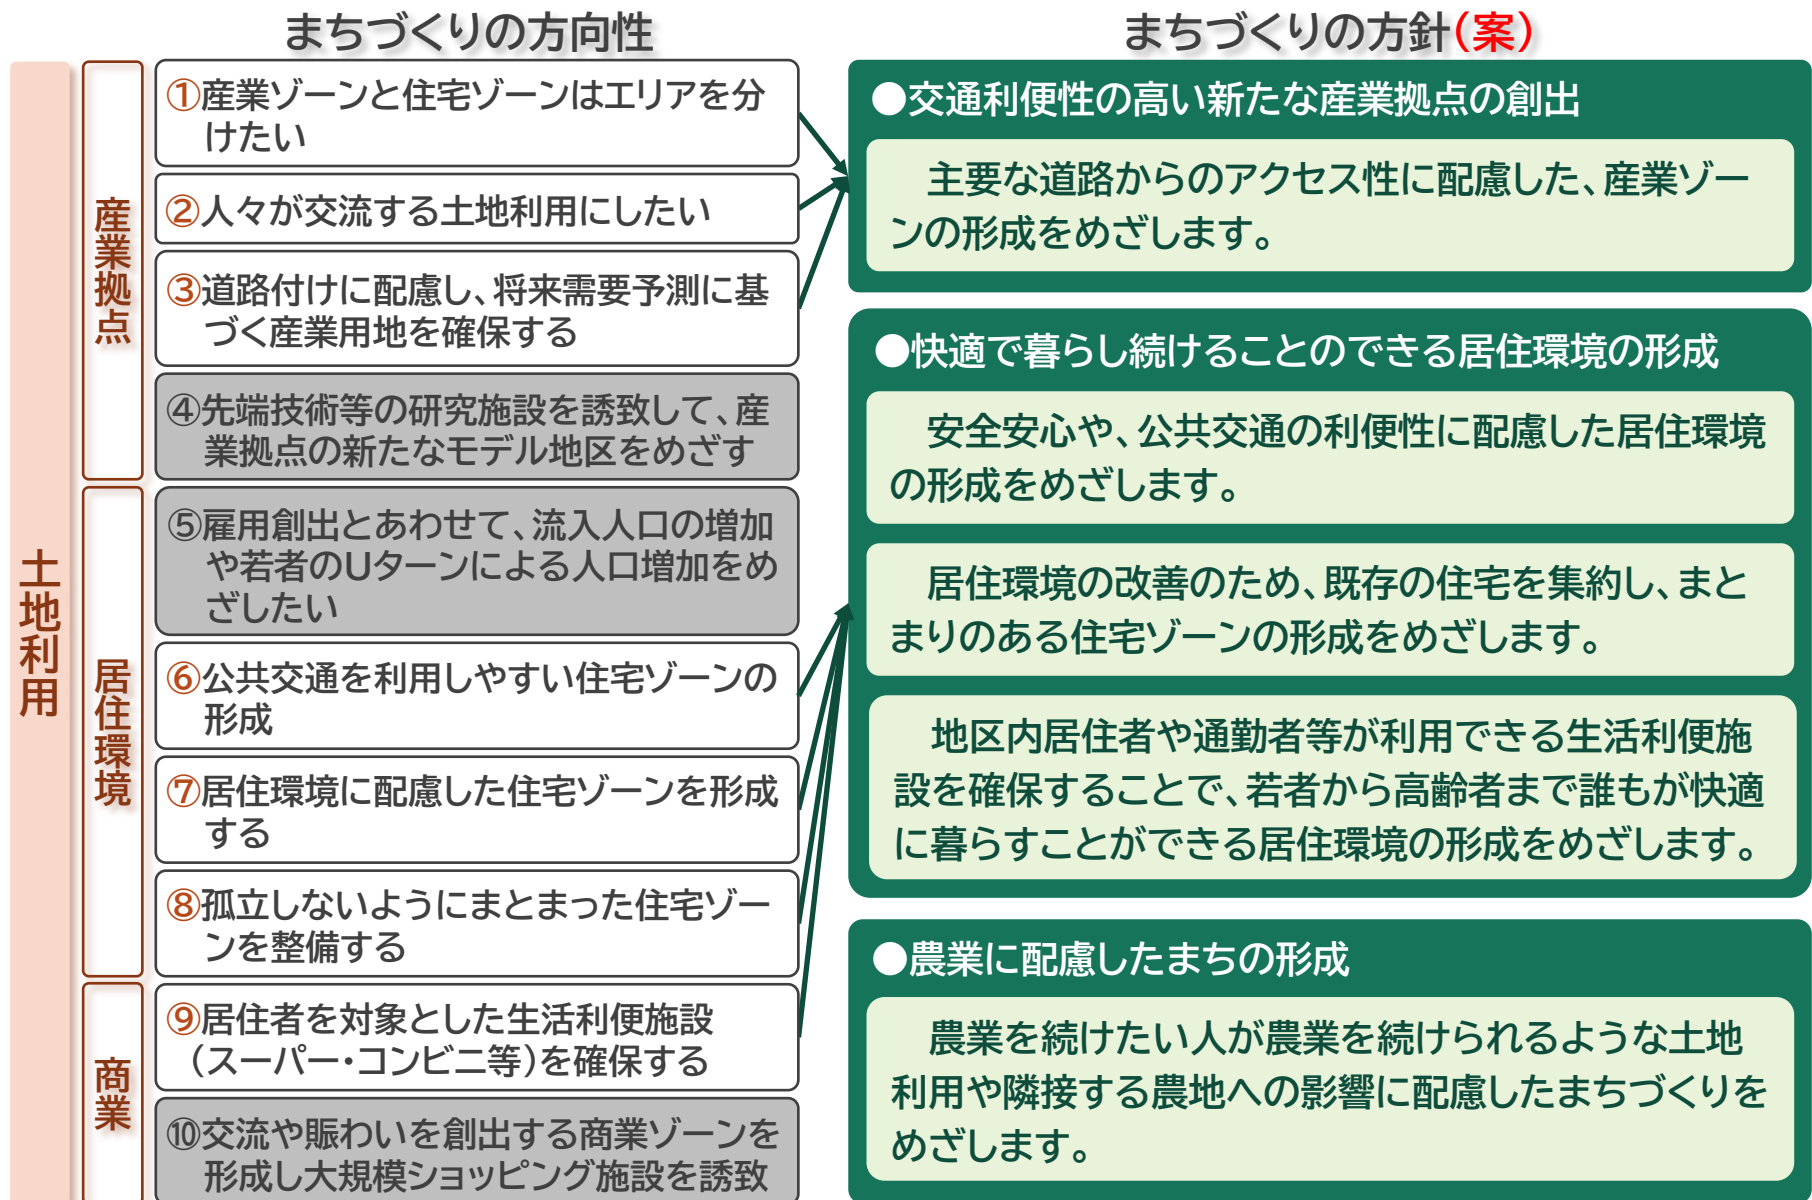 まちづくりの方向性
まちづくりの方針(案)
土地利用
産業拠点
①産業ゾーンと住宅ゾーンはエリアを分
けたい
②人々が交流する土地利用にしたい
③道路付けに配慮し、将来需要予測に基
づく産業用地を確保する
④先端技術等の研究施設を誘致して、産
業拠点の新たなモデル地区をめざす
居住環境
⑤雇用創出とあわせて、流入人口の増加
や若者のUターンによる人口増加をめ
ざしたい
⑥公共交通を利用しやすい住宅ゾーンの
形成
⑦居住環境に配慮した住宅ゾーンを形成
する
⑧孤立しないようにまとまった住宅ゾー
ンを整備する
商業
⑨居住者を対象とした生活利便施設
(スーパー・コンビニ等)を確保する
⑩交流や賑わいを創出する商業ゾーンを
形成し大規模ショッピング施設を誘致
●交通利便性の高い新たな産業拠点の創出
主要な道路からのアクセス性に配慮した、産業ゾー
ンの形成をめざします。
●快適で暮らし続けることのできる居住環境の形成
安全安心や、公共交通の利便性に配慮した居住環境
の形成をめざします。
居住環境の改善のため、既存の住宅を集約し、まと
まりのある住宅ゾーンの形成をめざします。
地区内居住者や通勤者等が利用できる生活利便施
設を確保することで、若者から高齢者まで誰もが快適
に暮らすことができる居住環境の形成をめざします。
●農業に配慮したまちの形成
農業を続けたい人が農業を続けられるような土地
利用や隣接する農地への影響に配慮したまちづくりを
めざします。